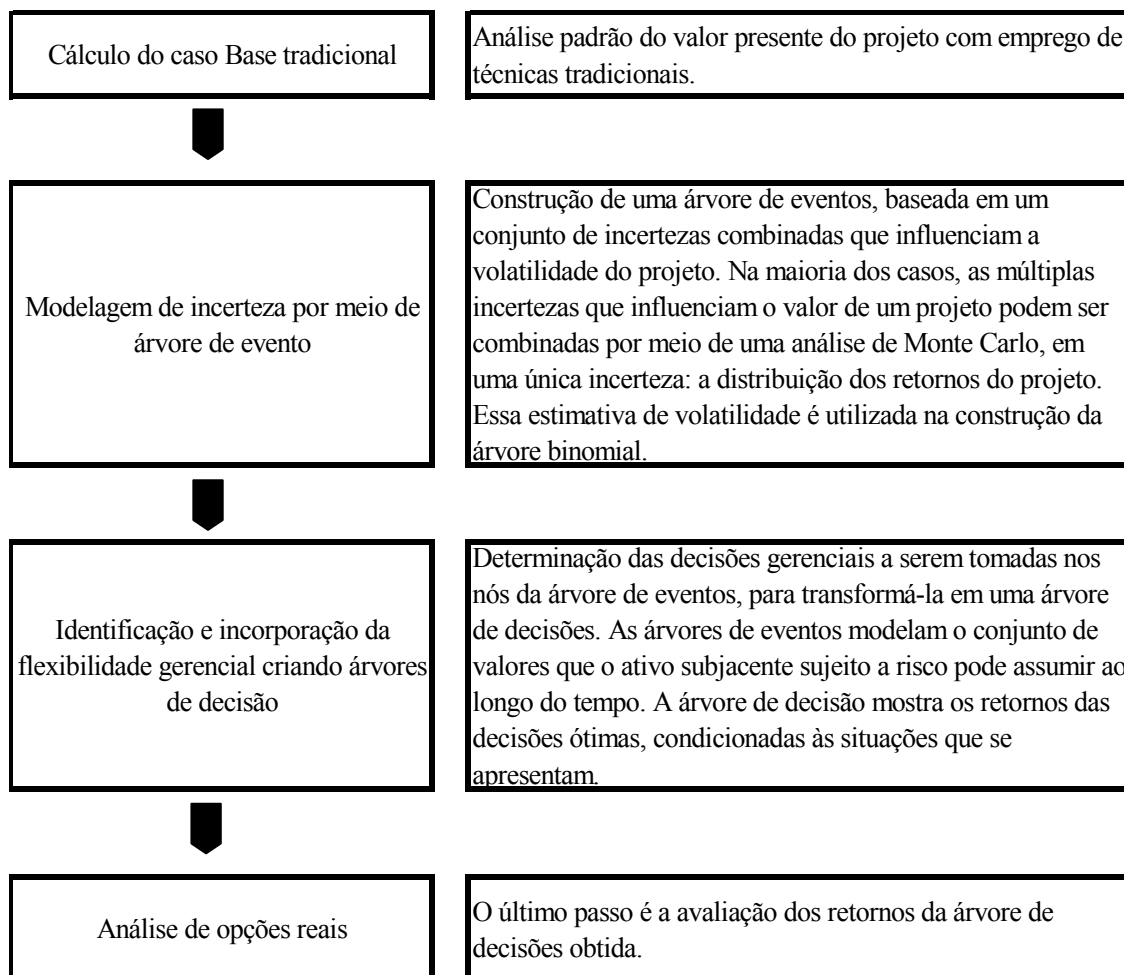 Cálculo do caso Base tradicional
Análise padrão do valor presente do projeto com emprego de
técnicas tradicionais.
Modelagem de incerteza por meio de
árvore de evento
Construção de uma árvore de eventos, baseada em um
conjunto de incertezas combinadas que influenciam a
volatilidade do projeto. Na maioria dos casos, as múltiplas
incertezas que influenciam o valor de um projeto podem ser
combinadas por meio de uma análise de Monte Carlo, em
uma única incerteza: a distribuição dos retornos do projeto.
Essa estimativa de volatilidade é utilizada na construção da
árvore binomial.
Identificação e incorporação da
flexibilidade gerencial criando árvores
de decisão
Determinação das decisões gerenciais a serem tomadas nos
nós da árvore de eventos, para transformá-la em uma árvore
de decisões. As árvores de eventos modelam o conjunto de
valores que o ativo subjacente sujeito a risco pode assumir ao
longo do tempo. A árvore de decisão mostra os retornos das
decisões ótimas, condicionadas às situações que se
apresentam.
Análise de opções reais
O último passo é a avaliação dos retornos da árvore de
decisões obtida.